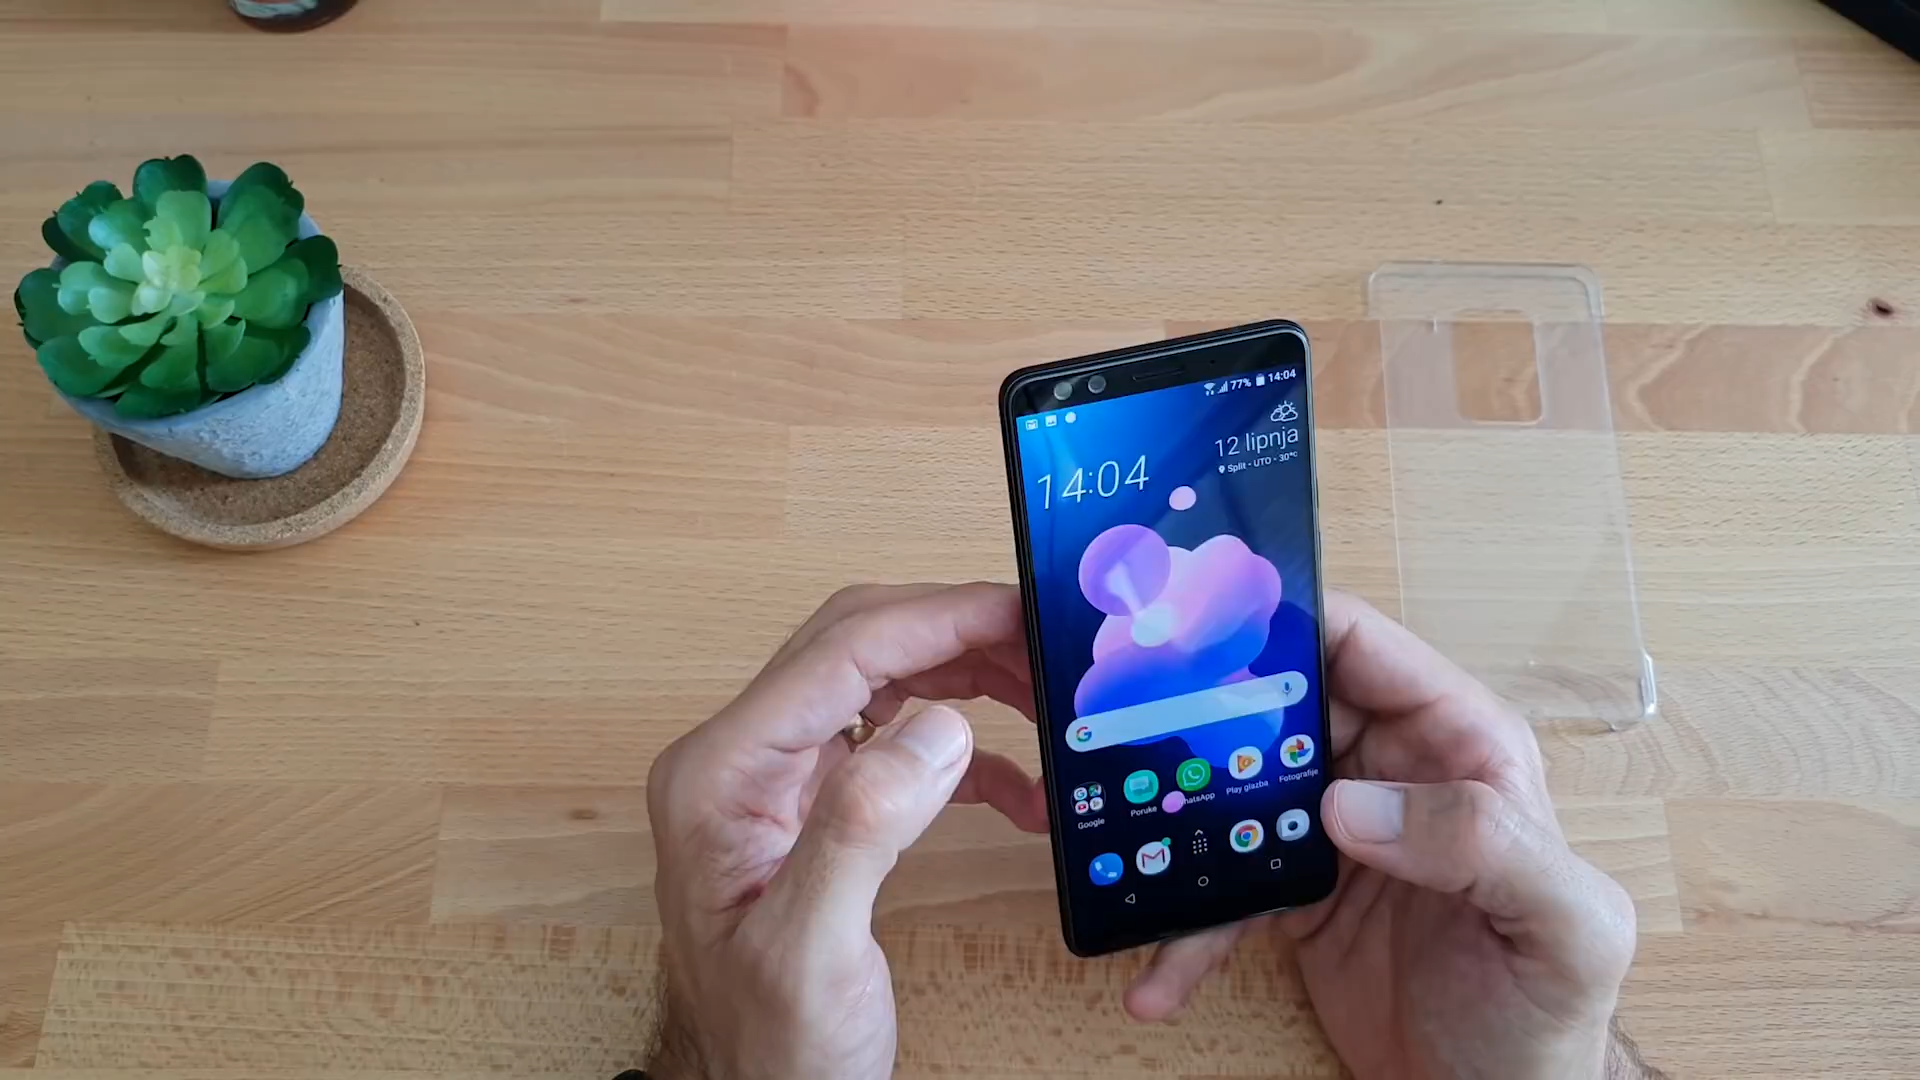 77% 14:04
12 lipnja
Split - UTO - 30°C
14:04
Google
Poruke
WhatsApp
Play glazba
Fotografije